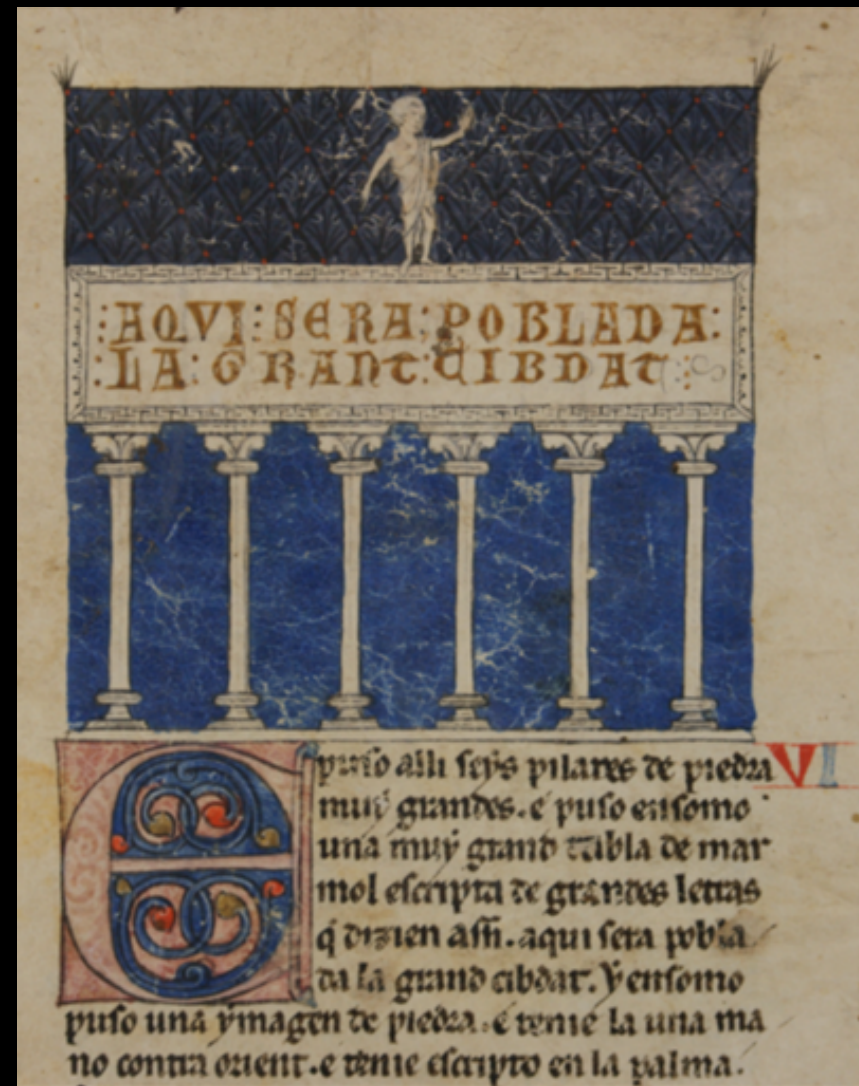 :AQVI:SERA:POBLADA:
:LA:GRANT:CIBDAT:
E puso alli seys pilares de piedra VI
muy grandes. e puso ensomo
una muy grand tabla de mar
mol escripta de grandes letras
q̃ dizien assi. aqui sera pobla
da la grand cibdat. Y ensomo
puso una ymagen de piedra. e tenie la una ma
no contra orient. e tenie escripto en la palma.